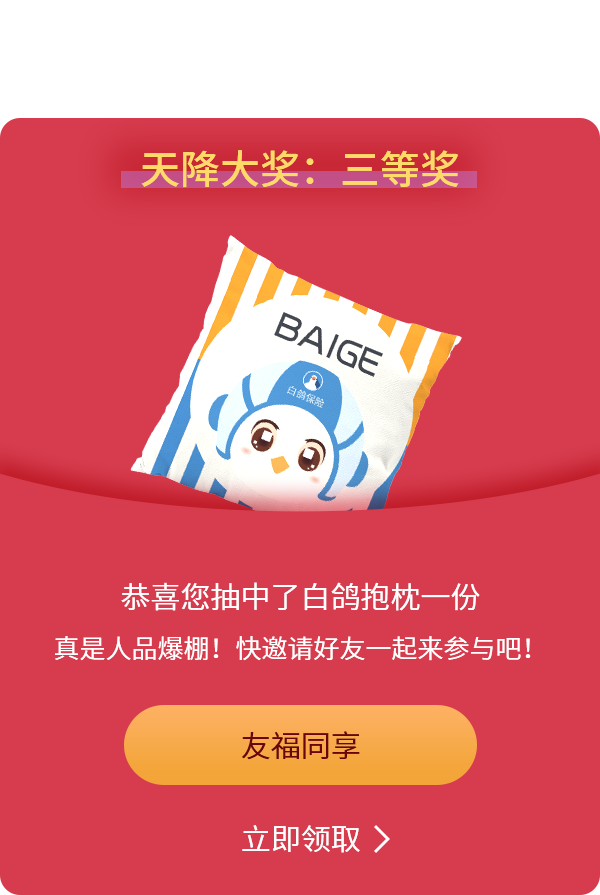 天降大奖：三等奖
BAIGE
白鸽保险
恭喜您抽中了白鸽抱枕一份
真是人品爆棚！快邀请好友一起来参与吧！
友福同享
立即领取